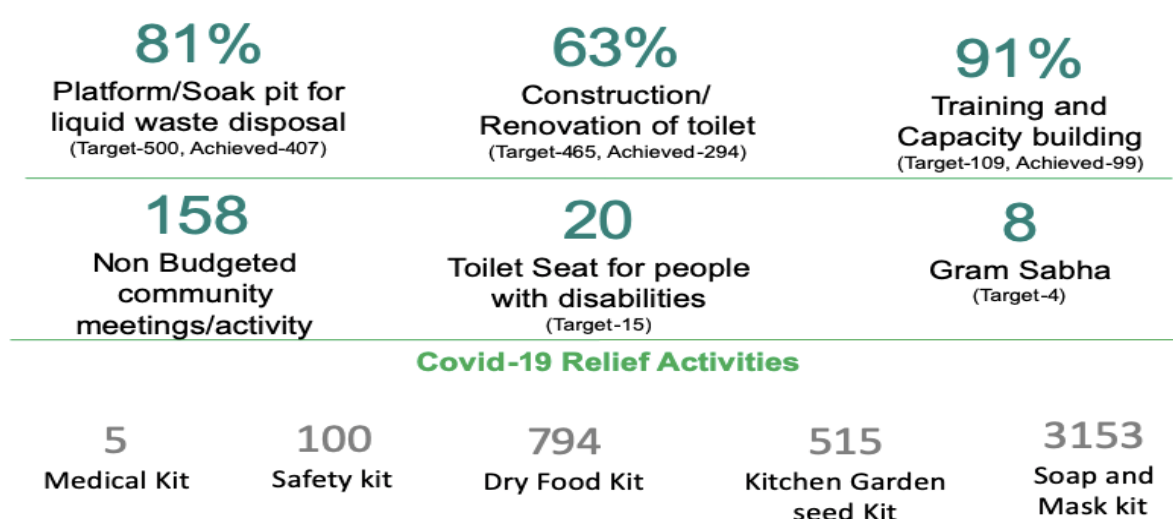 81%
Platform/Soak pit for
liquid waste disposal
(Target-500, Achieved-407)
63%
Construction/
Renovation of toilet
(Target-465, Achieved-294)
91%
Training and
Capacity building
(Target-109, Achieved-99)
158
Non Budgeted
community
meetings/activity
20
Toilet Seat for people
with disabilities
(Target-15)
8
Gram Sabha
(Target-4)
Covid-19 Relief Activities
5
Medical Kit
100
Safety kit
794
Dry Food Kit
515
Kitchen Garden
seed Kit
3153
Soap and
Mask kit